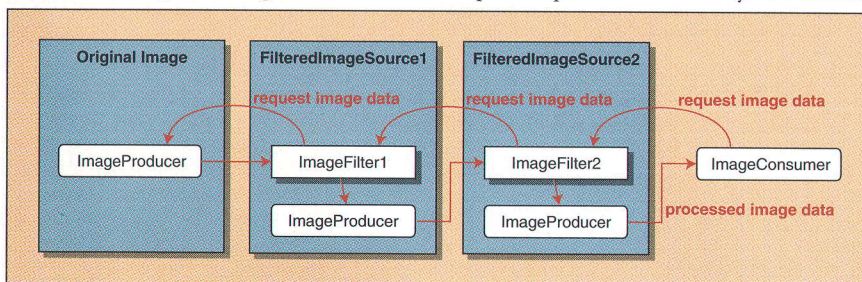 Original Image
FilteredImageSource1
FilteredImageSource2
request image data
request image data
request image data
ImageProducer
ImageFilter1
ImageFilter2
ImageConsumer
ImageProducer
ImageProducer
processed image data